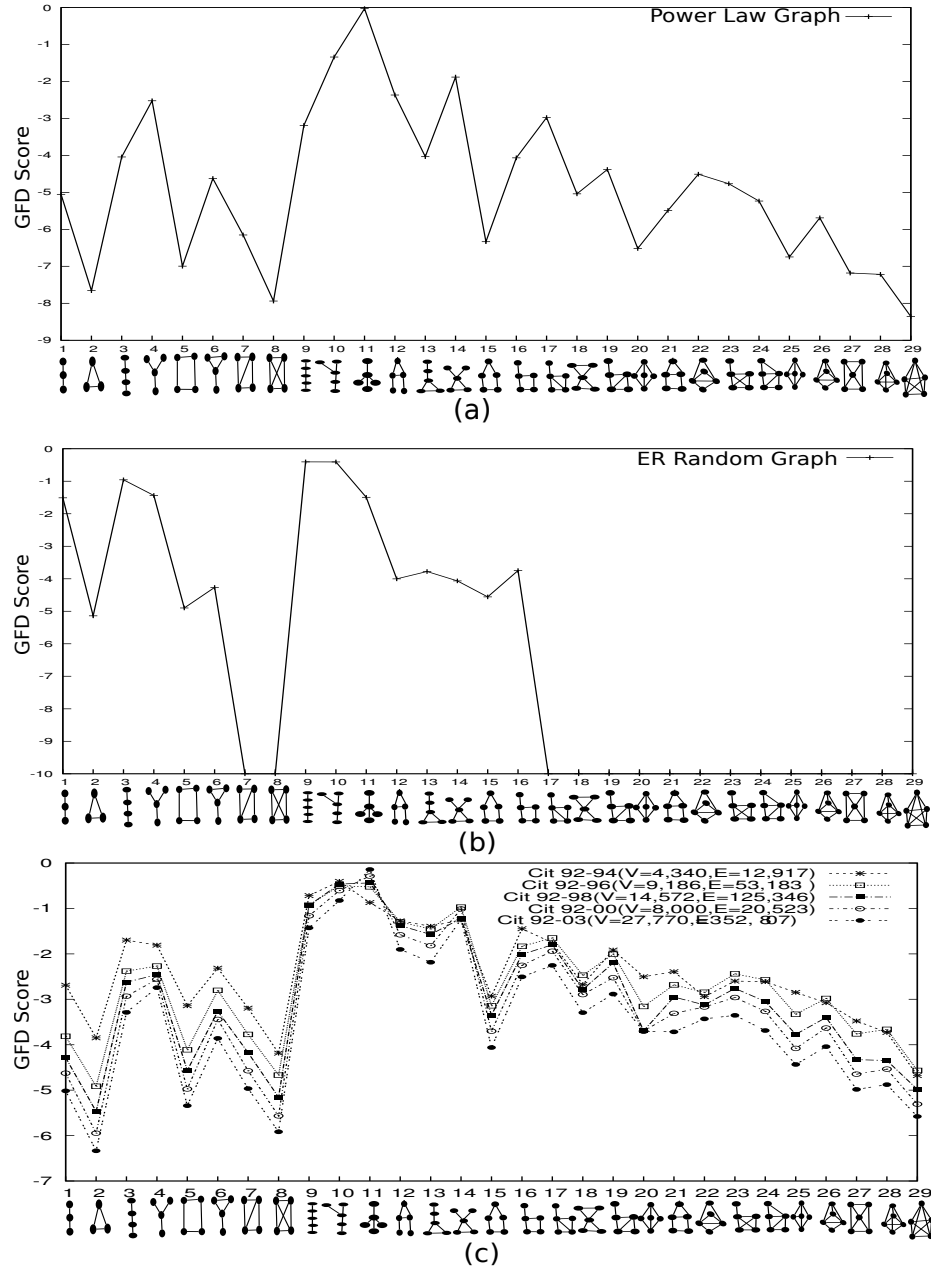 0
Power Law Graph
-1
-2
-3
-4
GFD Score
-5
-6
-7
-8
-9
1 2 3 4 5 6 7 8 9 10 11 12 13 14 15 16 17 18 19 20 21 22 23 24 25 26 27 28 29
(a)
0
ER Random Graph
-1
-2
-3
-4
GFD Score
-5
-6
-7
-8
-9
-10
1 2 3 4 5 6 7 8 9 10 11 12 13 14 15 16 17 18 19 20 21 22 23 24 25 26 27 28 29
(b)
0
Cit 92-94(V=4,340,E=12,917)
Cit 92-96(V=9,186,E=53,183 )
-1
Cit 92-98(V=14,572,E=125,346)
Cit 92-00(V=8,000,E=20,523)
Cit 92-03(V=27,770,E=352, 807)
-2
-3
GFD Score
-4
-5
-6
-7
1 2 3 4 5 6 7 8 9 10 11 12 13 14 15 16 17 18 19 20 21 22 23 24 25 26 27 28 29
(c)